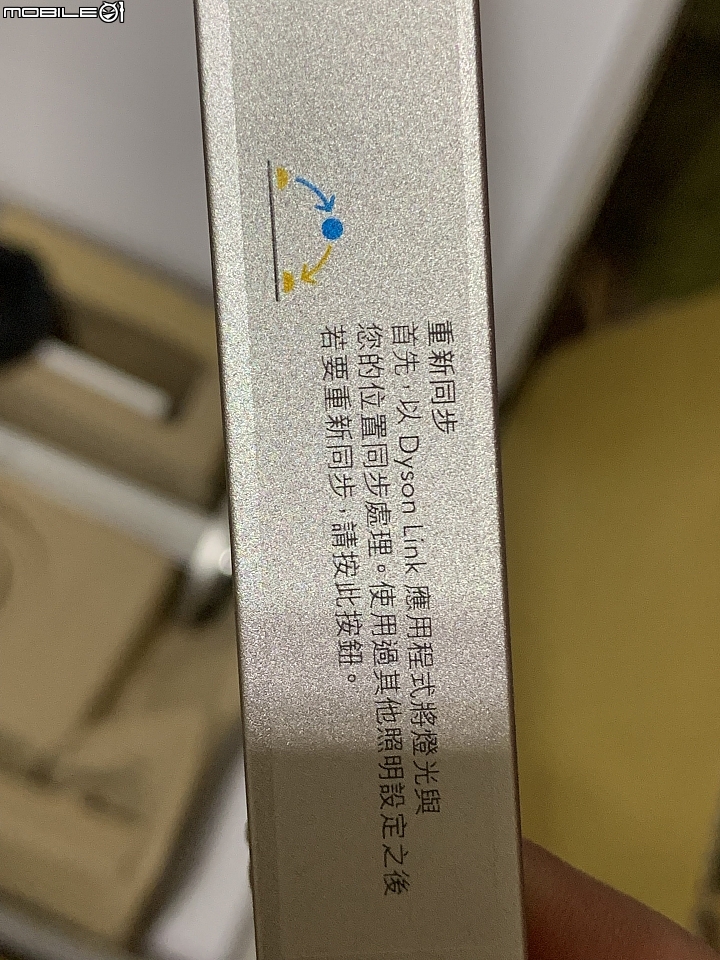 MOBILE01
重新同步
首先，以 Dyson Link 應用程式將燈光與
您的位置同步處理。使用過其他照明設定之後
若要重新同步，請按此按鈕。